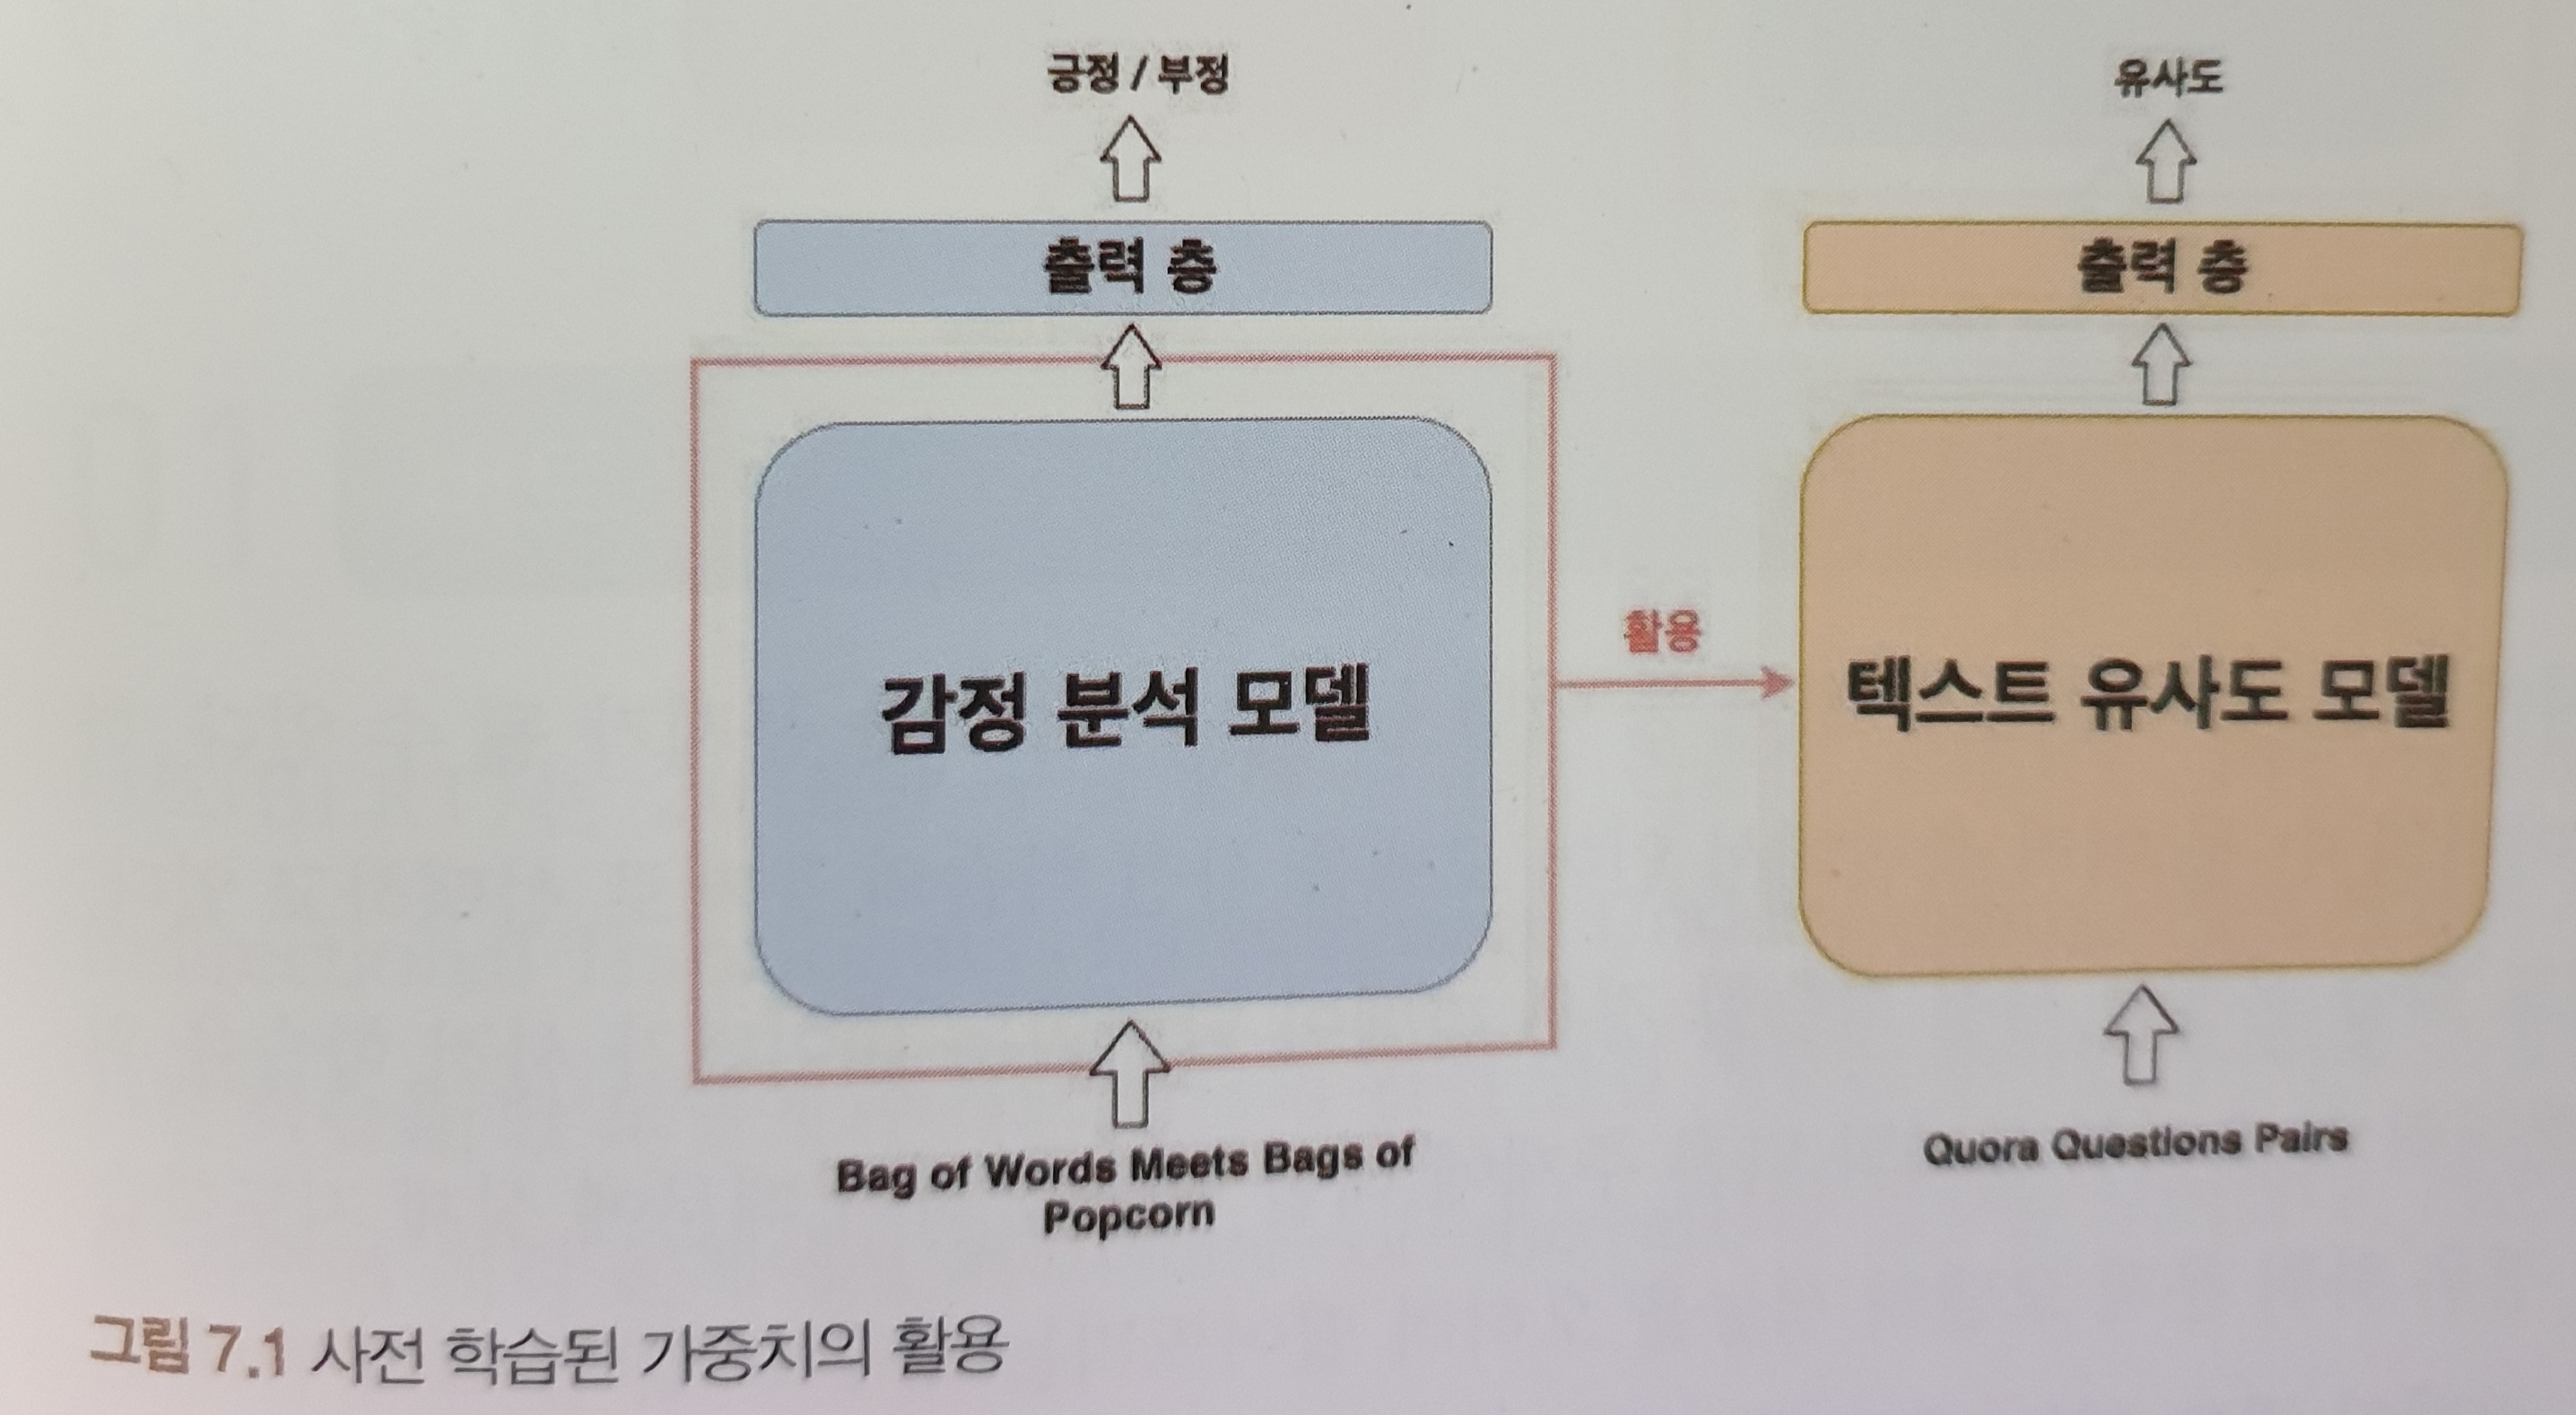 긍정 / 부정
출력 층
감정 분석 모델
Bag of Words Meets Bags of
Popcorn
활용
유사도
출력 층
텍스트 유사도 모델
Quora Questions Pairs
그림 7.1 사전 학습된 가중치의 활용